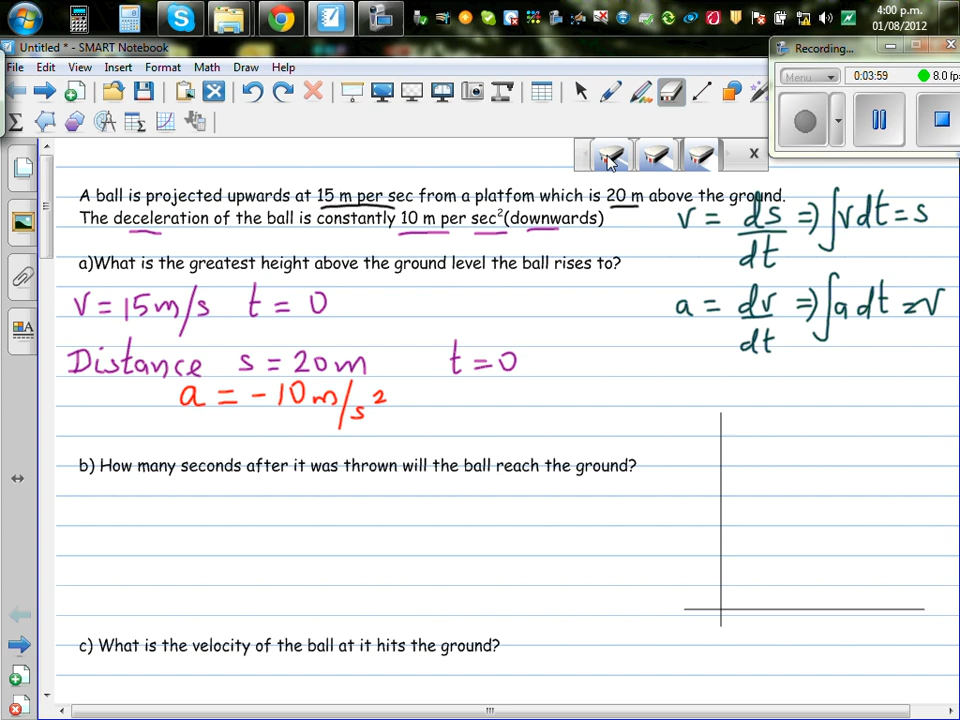 4:00 p.m.
01/08/2012
Untitled * - SMART Notebook
Recording...
File Edit View Insert Format Math Draw Help
Menu 0:03:59 8.0 fp
A ball is projected upwards at 15 m per sec from a platfom which is 20 m above the ground.
The deceleration of the ball is constantly 10 m per sec²(downwards)
v = ds/dt ⇒ ∫vdt = s
a)What is the greatest height above the ground level the ball rises to?
v = 15m/s t = 0
a = dv/dt ⇒ ∫a dt = v
Distance s = 20m t = 0
a = -10m/s²
b) How many seconds after it was thrown will the ball reach the ground?
c) What is the velocity of the ball at it hits the ground?